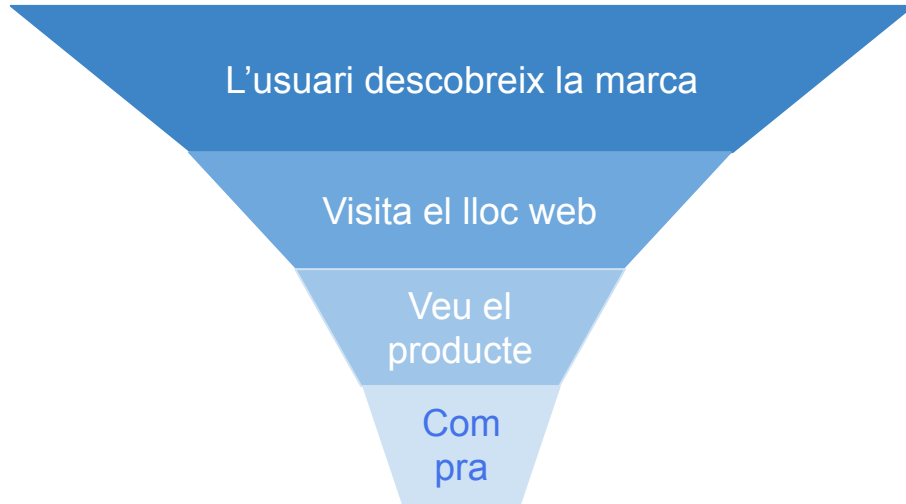 L’usuari descobreix la marca
Visita el lloc web
Veu el
producte
Com
pra